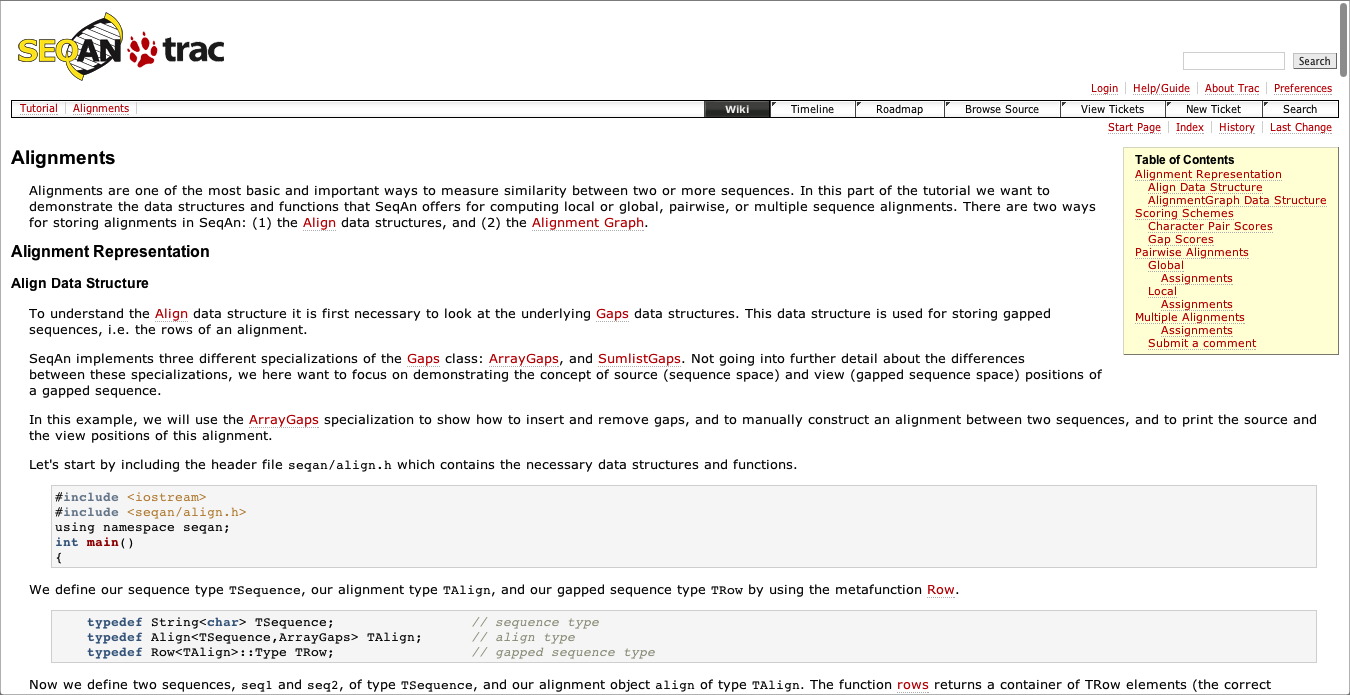 SEQAN trac
Search
Login Help/Guide About Trac Preferences
Tutorial Alignments Wiki Timeline Roadmap Browse Source View Tickets New Ticket Search
Start Page Index History Last Change
Alignments
Alignments are one of the most basic and important ways to measure similarity between two or more sequences. In this part of the tutorial we want to
demonstrate the data structures and functions that SeqAn offers for computing local or global, pairwise, or multiple sequence alignments. There are two ways
for storing alignments in SeqAn: (1) the Align data structures, and (2) the Alignment Graph.
Table of Contents
Alignment Representation
Align Data Structure
AlignmentGraph Data Structure
Scoring Schemes
Character Pair Scores
Gap Scores
Pairwise Alignments
Global
Assignments
Local
Assignments
Multiple Alignments
Assignments
Submit a comment
Alignment Representation
Align Data Structure
To understand the Align data structure it is first necessary to look at the underlying Gaps data structures. This data structure is used for storing gapped
sequences, i.e. the rows of an alignment.
SeqAn implements three different specializations of the Gaps class: ArrayGaps, and SumlistGaps. Not going into further detail about the differences
between these specializations, we here want to focus on demonstrating the concept of source (sequence space) and view (gapped sequence space) positions of
a gapped sequence.
In this example, we will use the ArrayGaps specialization to show how to insert and remove gaps, and to manually construct an alignment between two sequences, and to print the source and
the view positions of this alignment.
Let's start by including the header file seqan/align.h which contains the necessary data structures and functions.
#include <iostream>
#include <seqan/align.h>
using namespace seqan;
int main()
{
We define our sequence type TSequence, our alignment type TAlign, and our gapped sequence type TRow by using the metafunction Row.
typedef String<char> TSequence; // sequence type
typedef Align<TSequence,ArrayGaps> TAlign; // align type
typedef Row<TAlign>::Type TRow; // gapped sequence type
Now we define two sequences, seq1 and seq2, of type TSequence, and our alignment object align of type TAlign. The function rows returns a container of TRow elements (the correct